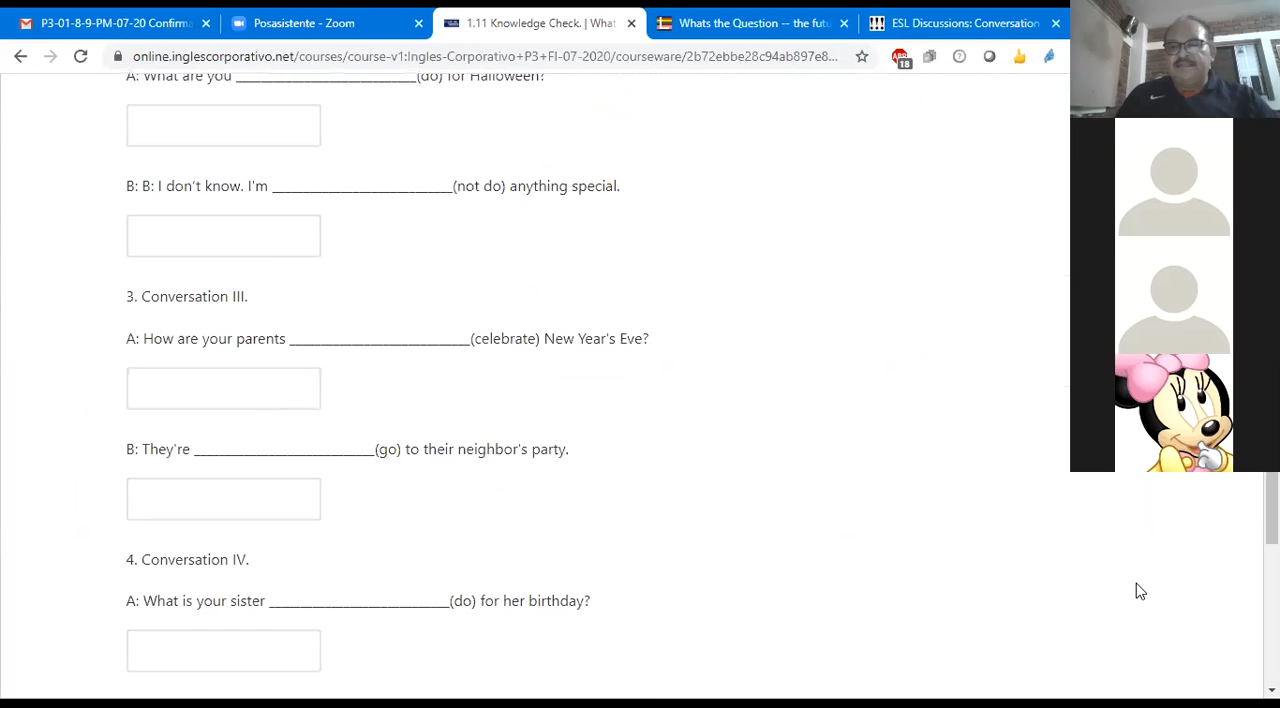 P3-01-8-9-PM-07-20 Confirma
Posasistente - Zoom
1.11 Knowledge Check. | What
Whats the Question -- the futu
ESL Discussions: Conversation
online.inglescorporativo.net/courses/course-v1:Ingles-Corporativo+P3+FI-07-2020/courseware/2b72ebbe28c94ab897e8...
ABP
18
A: What are you ________________________(do) for Halloween?
B: B: I don't know. I'm ________________________(not do) anything special.
3. Conversation III.
A: How are your parents ________________________(celebrate) New Year's Eve?
B: They're ________________________(go) to their neighbor's party.
4. Conversation IV.
A: What is your sister ________________________(do) for her birthday?